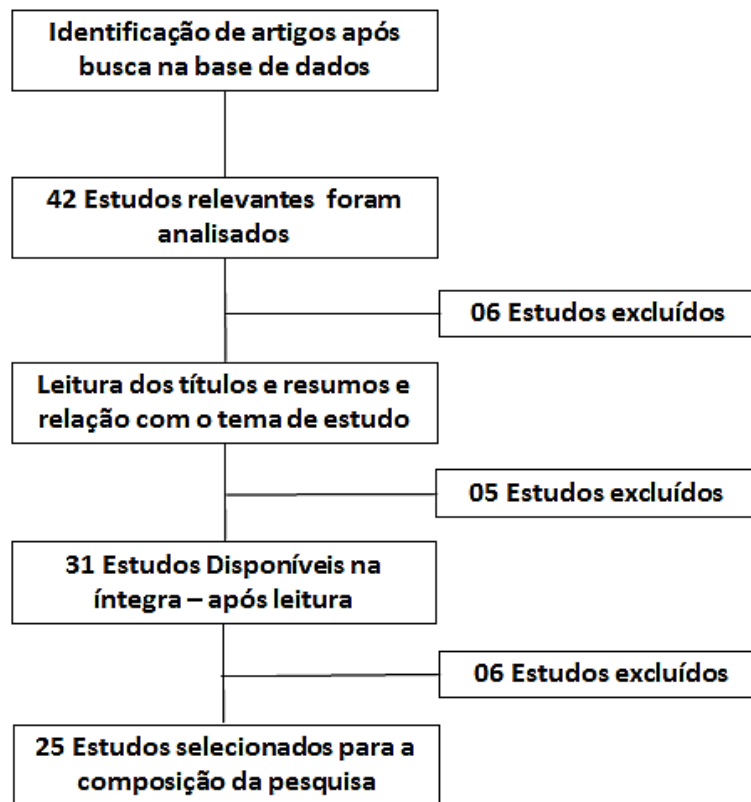 Identificação de artigos após
busca na base de dados
42 Estudos relevantes foram
analisados
06 Estudos excluídos
Leitura dos títulos e resumos e
relação com o tema de estudo
05 Estudos excluídos
31 Estudos Disponíveis na
íntegra – após leitura
06 Estudos excluídos
25 Estudos selecionados para a
composição da pesquisa